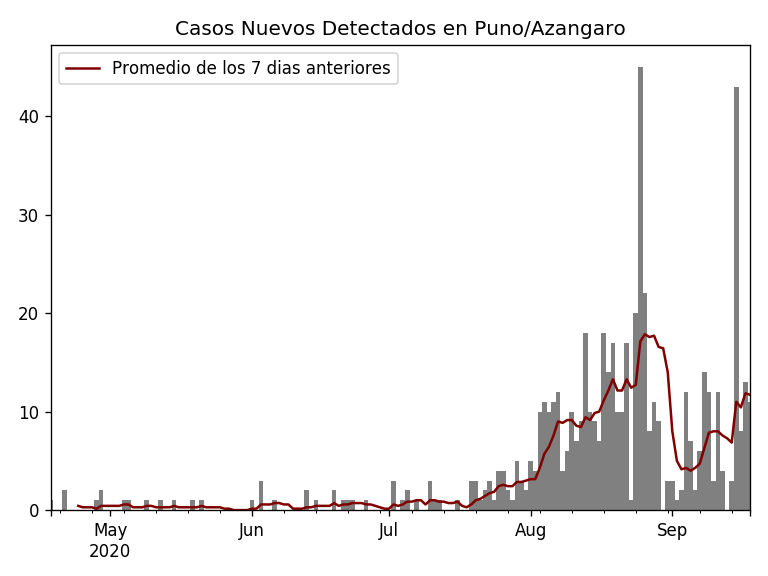 Casos Nuevos Detectados en Puno/Azangaro
Promedio de los 7 dias anteriores
40
30
20
10
0
May Jun Jul Aug Sep
2020